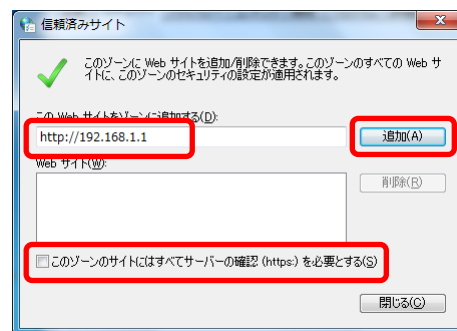 信頼済みサイト
このゾーンに Web サイトを追加/削除できます。このゾーンのすべての Web サ
イトに、このゾーンのセキュリティの設定が適用されます。
この Web サイトをゾーンに追加する(D):
http://192.168.1.1
追加(A)
Web サイト(W):
削除(R)
このゾーンのサイトにはすべてサーバーの確認 (https:) を必要とする(S)
閉じる(C)